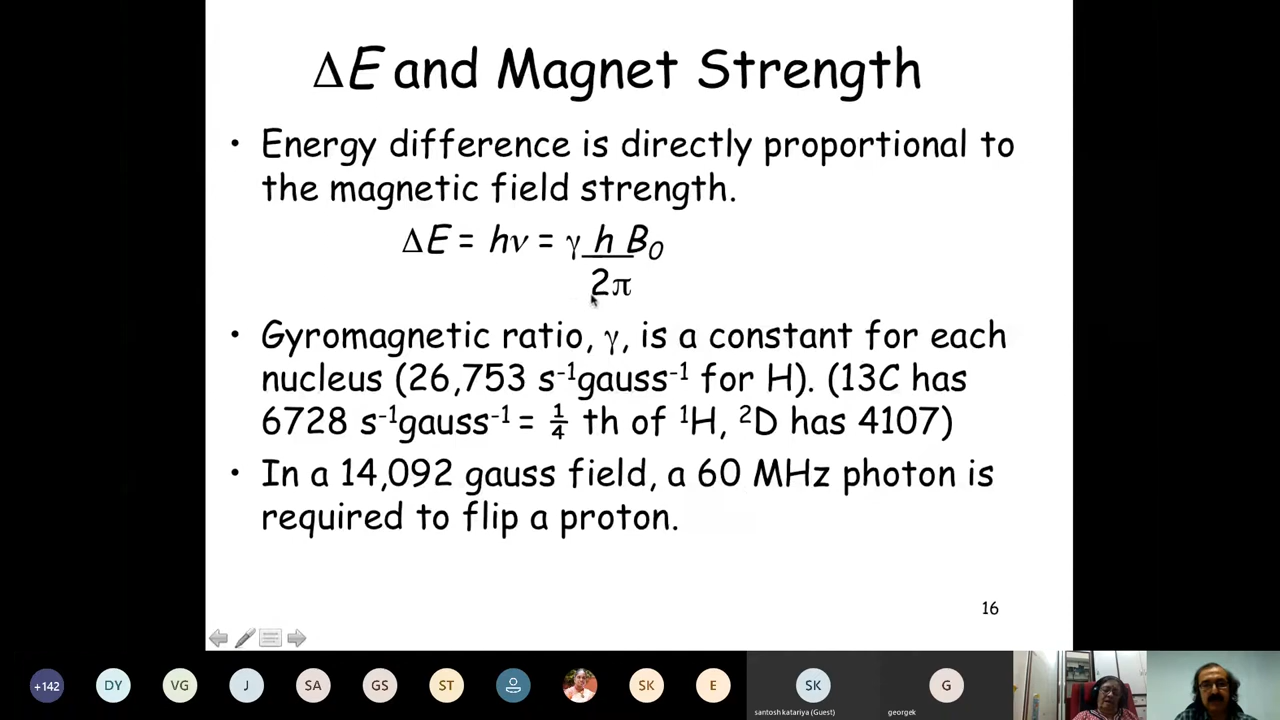 ΔE and Magnet Strength
• Energy difference is directly proportional to
the magnetic field strength.
ΔE = hν = γ h B₀
2π
• Gyromagnetic ratio, γ, is a constant for each
nucleus (26,753 s⁻¹gauss⁻¹ for H). (13C has
6728 s⁻¹gauss⁻¹ = ¼ th of ¹H, ²D has 4107)
• In a 14,092 gauss field, a 60 MHz photon is
required to flip a proton.
16
+142 DY VG J SA GS ST SK E SK G
santosh katariya (Guest) georgek